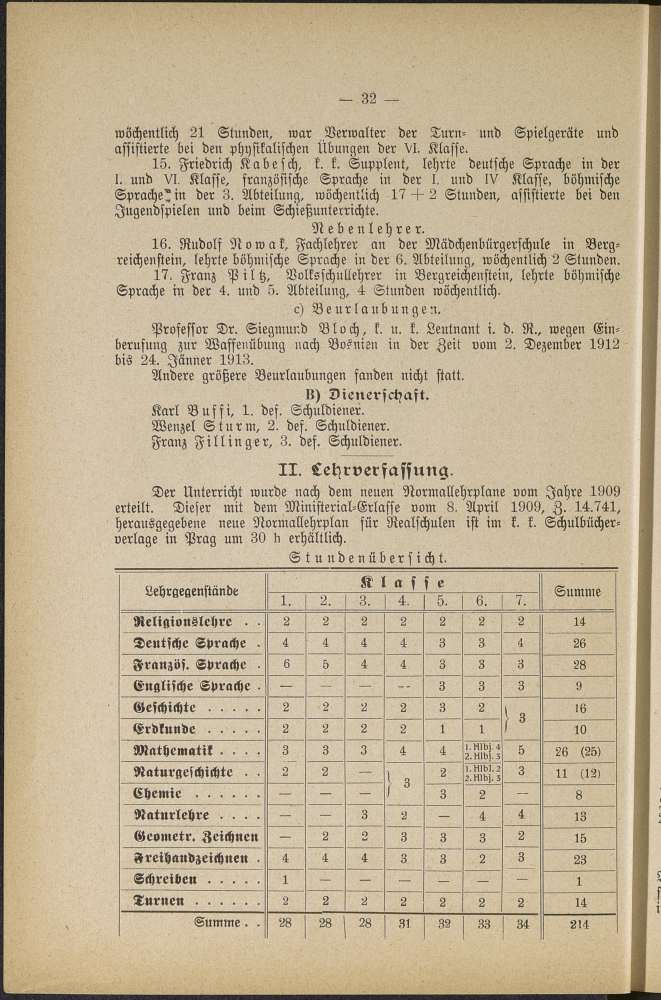 — 32 —
wöchentlich 21 Stunden, war Verwalter der Turn- und Spielgeräte und
assistierte bei den physikalischen Übungen der VI. Klasse.
15. Friedrich Kabesch, k. k. Supplent, lehrte deutsche Sprache in der
I. und VI. Klasse, französische Sprache in der I. und IV Klasse, böhmische
Sprache in der 3. Abteilung, wöchentlich 17 + 2 Stunden, assistierte bei den
Jugendspielen und beim Schießunterrichte.
Nebenlehrer.
16. Rudolf Nowak, Fachlehrer an der Mädchenbürgerschule in Berg-
reichenstein, lehrte böhmische Sprache in der 6. Abteilung, wöchentlich 2 Stunden.
17. Franz Piltz, Volksschullehrer in Bergreichenstein, lehrte böhmische
Sprache in der 4. und 5. Abteilung, 4 Stunden wöchentlich.
c) Beurlaubungen.
Professor Dr. Siegmund Bloch, k. u. k. Leutnant i. d. R., wegen Ein-
berufung zur Waffenübung nach Bosnien in der Zeit vom 2. Dezember 1912
bis 24. Jänner 1913.
Andere größere Beurlaubungen fanden nicht statt.
B) Dienerschaft.
Karl Bussi, 1. def. Schuldiener.
Wenzel Sturm, 2. def. Schuldiener.
Franz Fillinger, 3. def. Schuldiener.
II. Lehrverfassung.
Der Unterricht wurde nach dem neuen Normallehrplane vom Jahre 1909
erteilt. Dieser mit dem Ministerial-Erlasse vom 8. April 1909, Z. 14.741,
herausgegebene neue Normallehrplan für Realschulen ist im k. k. Schulbücher-
verlage in Prag um 30 h erhältlich.
Stundenübersicht.
Lehrgegenstände Klasse Summe
1. 2. 3. 4. 5. 6. 7.
Religionslehre . . 2 2 2 2 2 2 2 14
Deutsche Sprache . 4 4 4 4 3 3 4 26
Französ. Sprache . 6 5 4 4 3 3 3 28
Englische Sprache . — — — -- 3 3 3 9
Geschichte . . . . . 2 2 2 2 3 2 } 3 16
Erdkunde . . . . . 2 2 2 2 1 1 10
Mathematik . . . . 3 3 3 4 4 1. Hlbj. 4 2. Hlbj. 3 5 26 (25)
Naturgeschichte . . 2 2 — } 3 2 1. Hlbj. 2 2. Hlbj. 3 3 11 (12)
Chemie . . . . . . — — — 3 2 — 8
Naturlehre . . . . — — 3 2 — 4 4 13
Geometr. Zeichnen — 2 2 3 3 3 2 15
Freihandzeichnen . 4 4 4 3 3 2 3 23
Schreiben . . . . . 1 — — — — — — 1
Turnen . . . . . . 2 2 2 2 2 2 2 14
Summe . . 28 28 28 31 32 33 34 214